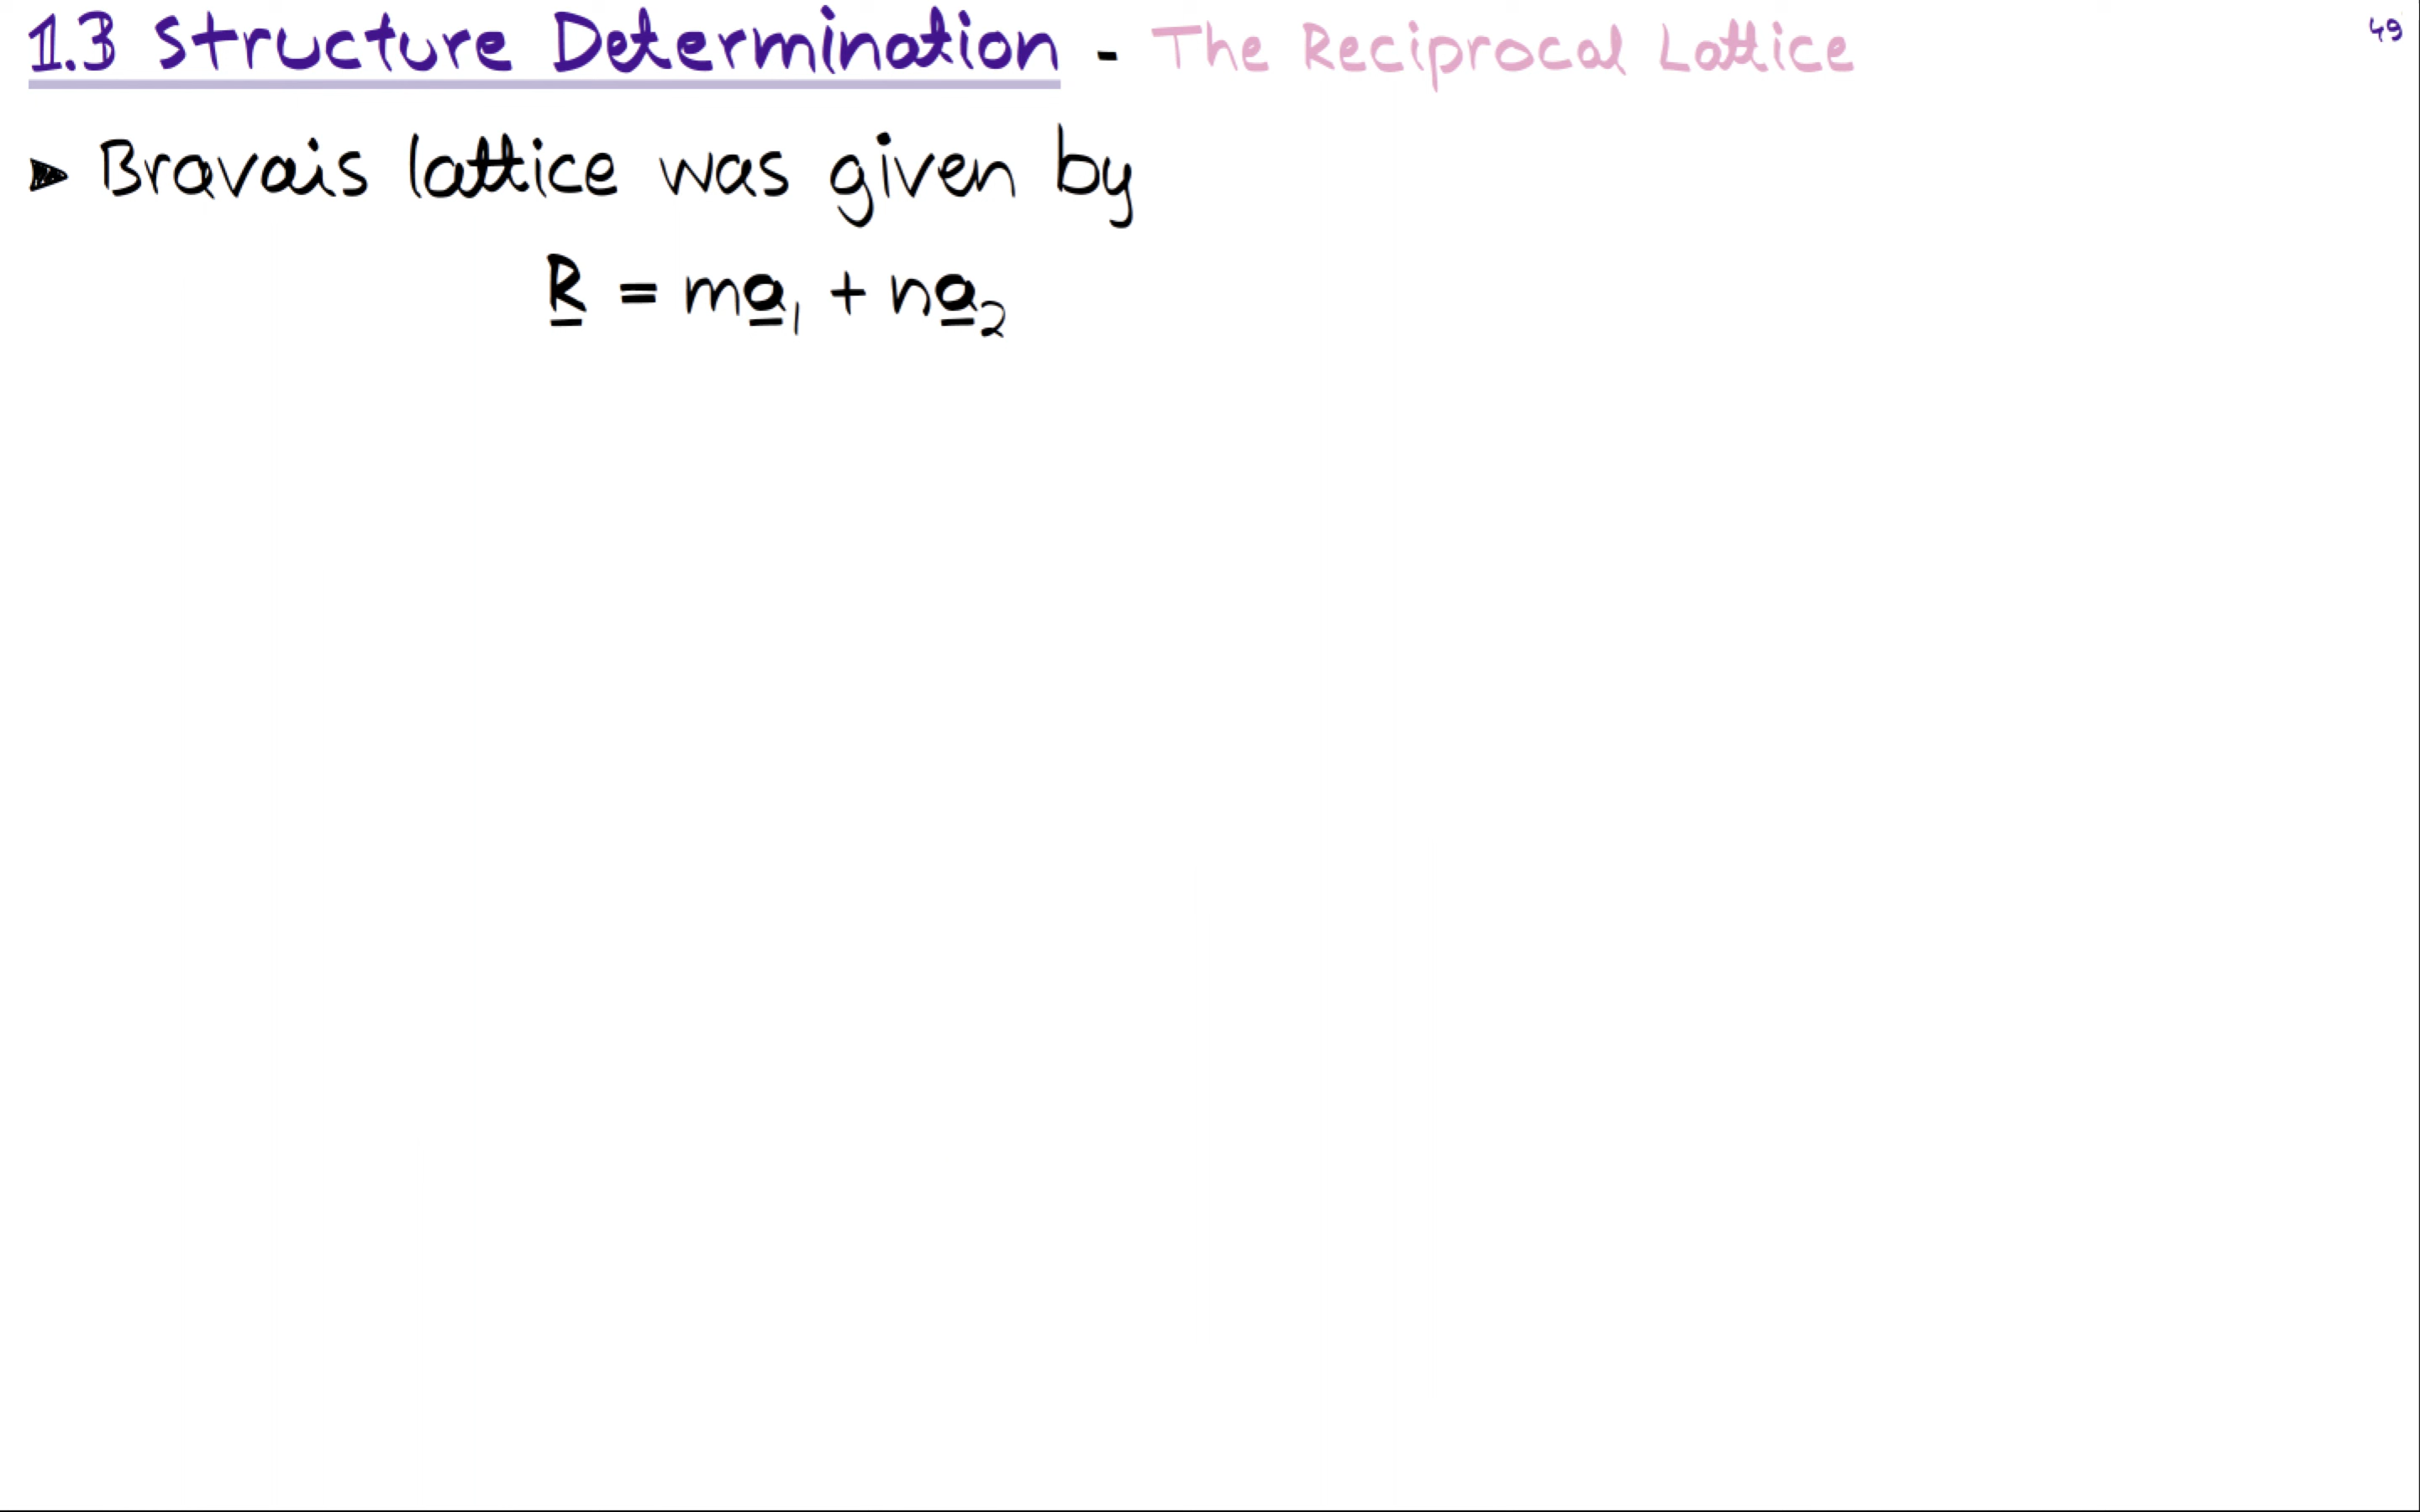 1.3 Structure Determination - The Reciprocal Lattice
49
▶ Bravais lattice was given by
R = ma₁ + na₂